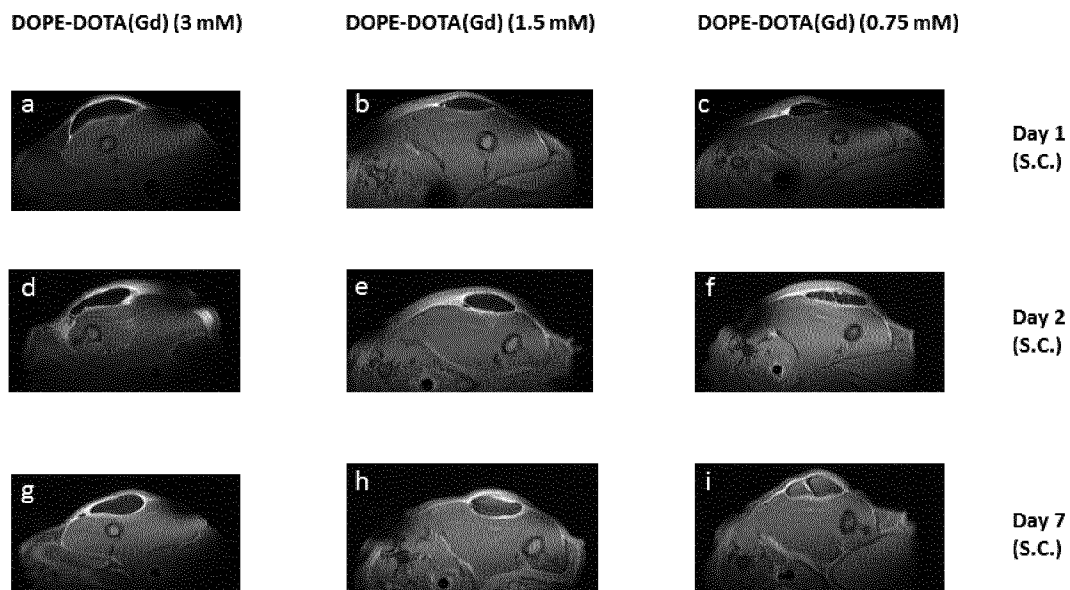 DOPE-DOTA(Gd) (3 mM)
DOPE-DOTA(Gd) (1.5 mM)
DOPE-DOTA(Gd) (0.75 mM)
a
b
c
Day 1
(S.C.)
d
e
f
Day 2
(S.C.)
g
h
i
Day 7
(S.C.)